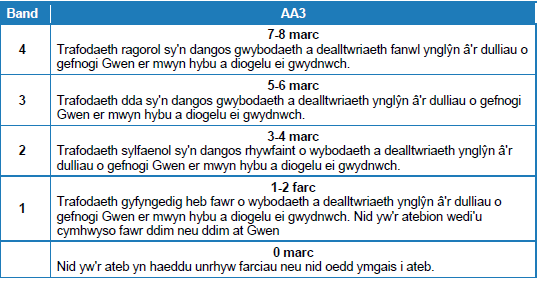 Band
AA3
7-8 marc
4
Trafodaeth ragorol sy'n dangos gwybodaeth a dealltwriaeth fanwl ynglŷn â'r dulliau o
gefnogi Gwen er mwyn hybu a diogelu ei gwydnwch.
5-6 marc
3
Trafodaeth dda sy'n dangos gwybodaeth a dealltwriaeth ynglŷn â'r dulliau o gefnogi
Gwen er mwyn hybu a diogelu ei gwydnwch.
3-4 marc
2
Trafodaeth sylfaenol sy'n dangos rhywfaint o wybodaeth a dealltwriaeth ynglŷn â'r
dulliau o gefnogi Gwen er mwyn hybu a diogelu ei gwydnwch.
1-2 farc
1
Trafodaeth gyfyngedig heb fawr o wybodaeth a dealltwriaeth ynglŷn â'r dulliau o
gefnogi Gwen er mwyn hybu a diogelu ei gwydnwch. Nid yw'r atebion wedi'u
cymhwyso fawr ddim neu ddim at Gwen
0 marc
Nid yw'r ateb yn haeddu unrhyw farciau neu nid oedd ymgais i ateb.